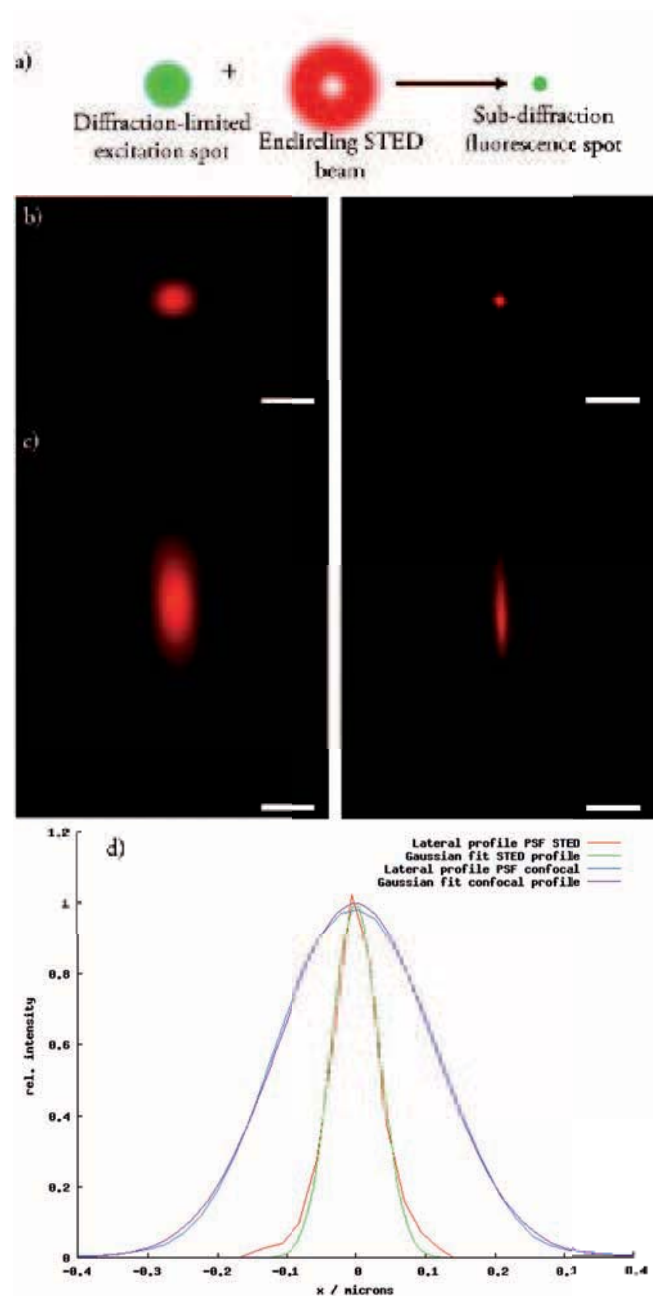 a)
+
Diffraction-limited
excitation spot
Endirdling STED
beam
Sub-diffraction
fluorescence spot
b)
c)
d)
Lateral profile PSF STED
Gaussian fit STED profile
Lateral profile PSF confocal
Gaussian fit confocal profile
1.2
1
0.8
0.6
0.4
0.2
0
rel. intensity
-0.4 -0.3 -0.2 -0.1 0 0.1 0.2 0.3 0.4
x / microns